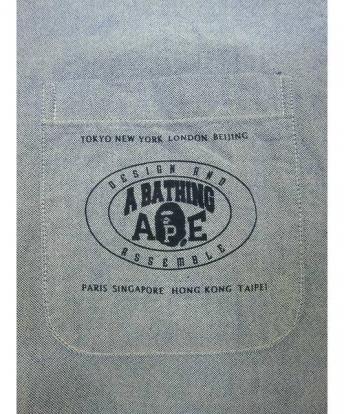 TOKYO NEW YORK LONDON BEIJING
DESIGN AND
A BATHING
APE
ASSEMBLE
PARIS SINGAPORE HONG KONG TAIPEI